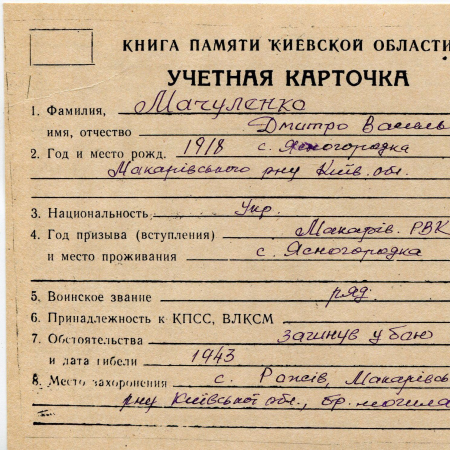 КНИГА ПАМЯТИ КИЕВСКОЙ ОБЛАСТИ
УЧЕТНАЯ КАРТОЧКА
1. Фамилия, Мачуленко
имя, отчество Дмитро Василь
2. Год и место рожд. 1918 с. Ясногородка
Макарівського р-ну Київ. обл.
3. Национальность Укр.
4. Год призыва (вступления) Макарів. РВК
и место проживания с. Ясногородка
5. Воинское звание ряд.
6. Принадлежность к КПСС, ВЛКСМ
7. Обстоятельства загинув у бою
и дата гибели 1943
8. Место захоронения с. Рожів, Макарівсь
р-ну Київської обл., бр. могила